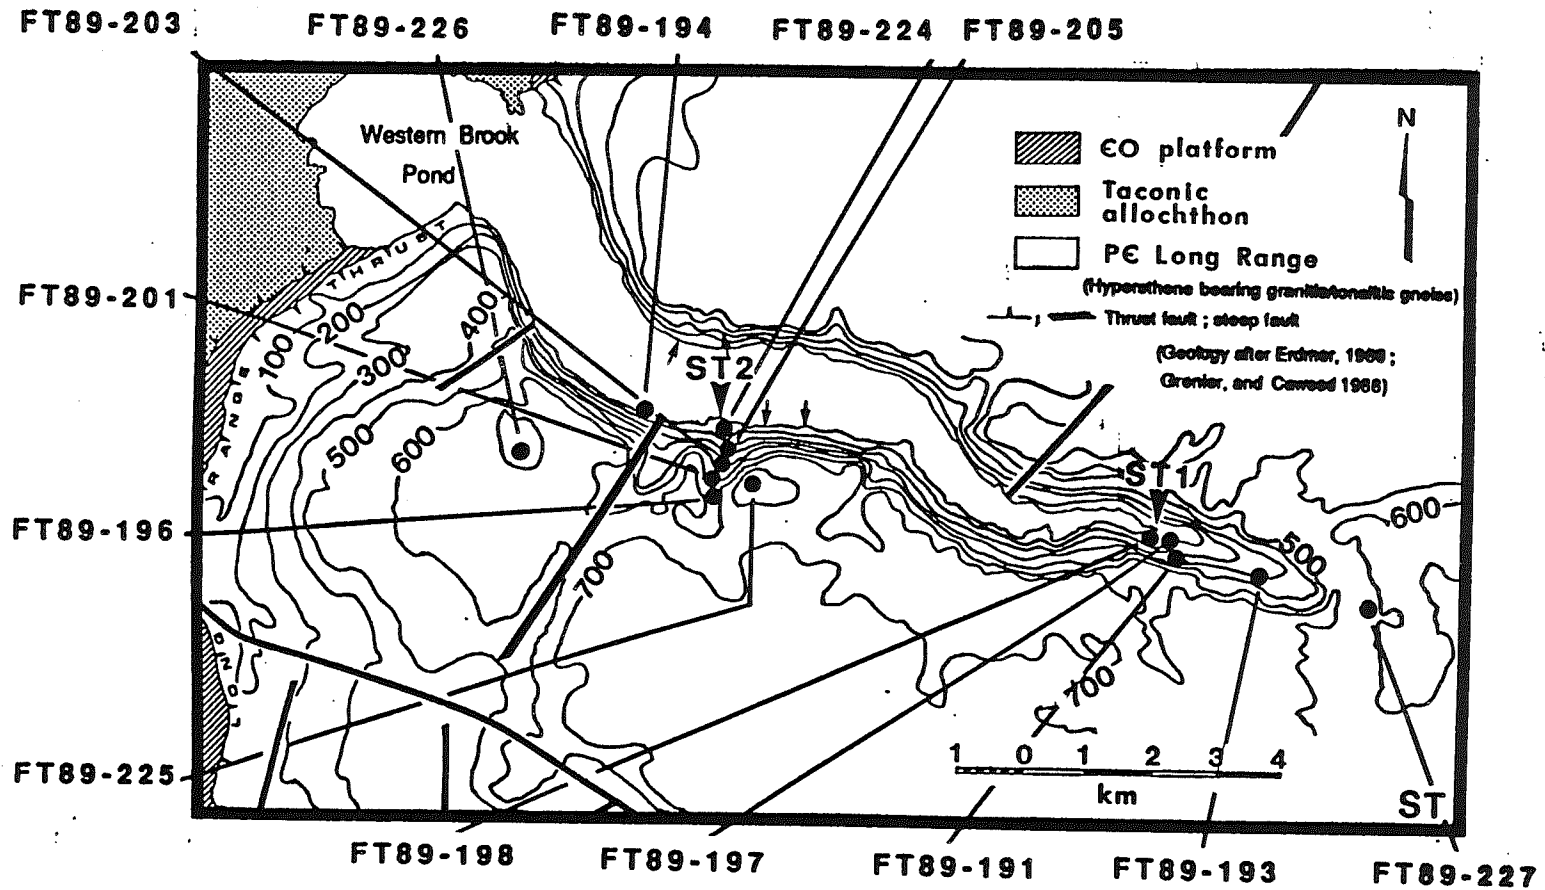 FT89-203
FT89-226
FT89-194
FT89-224
FT89-205
Western Brook
Pond
N
ЄO platform
Taconic
allochthon
PЄ Long Range
(Hypersthene bearing granitic/tonalitic gneiss)
; Thrust fault ; steep fault
(Geology after Erdmer, 1986 ;
Grenier, and Cawood 1988)
THRUST
FT89-201
200
400
100
300
ST2
RANGE
500
600
ST1
600
500
FT89-196
700
LONG
700
1 0 1 2 3 4
km
FT89-225
ST
FT89-198
FT89-197
FT89-191
FT89-193
FT89-227